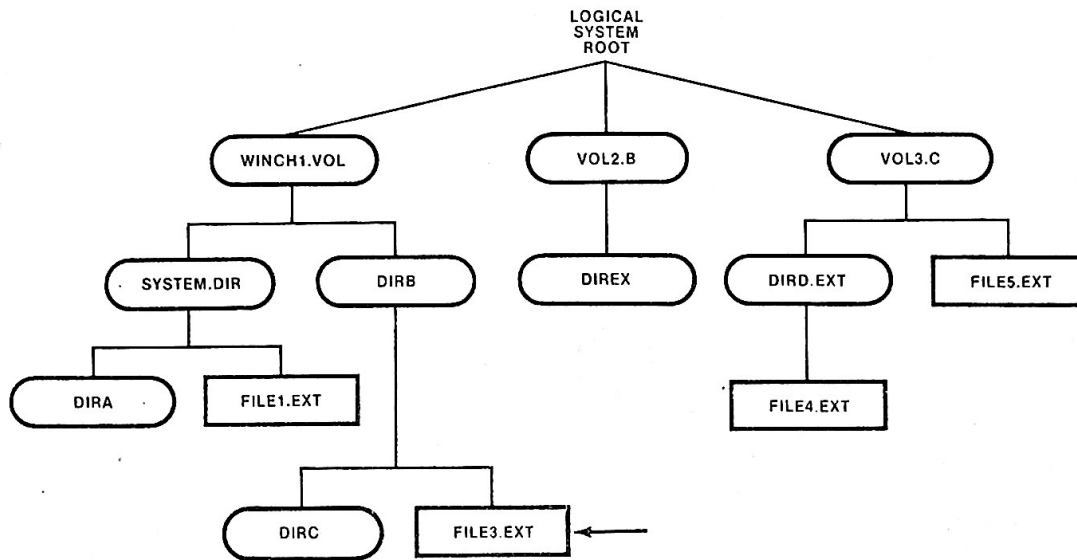 LOGICAL
SYSTEM
ROOT
WINCH1.VOL
VOL2.B
VOL3.C
SYSTEM.DIR
DIRB
DIREX
DIRD.EXT
FILE5.EXT
DIRA
FILE1.EXT
FILE4.EXT
DIRC
FILE3.EXT